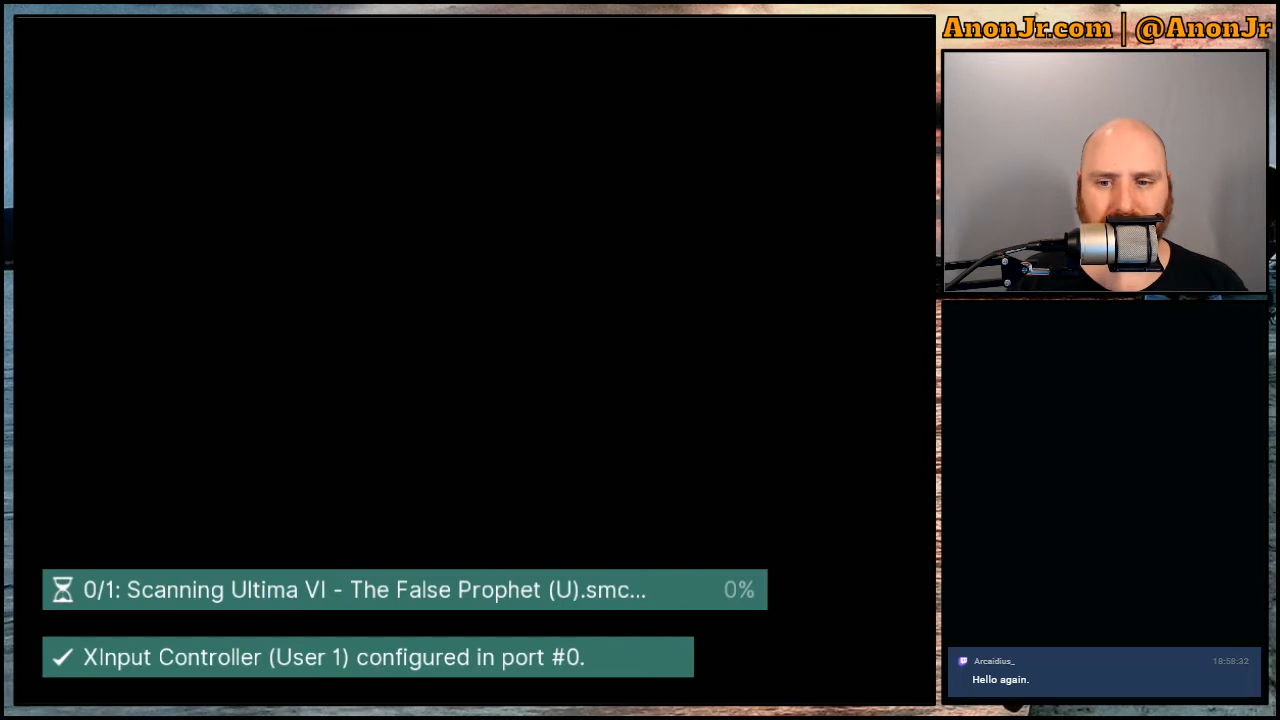 AnonJr.com | @AnonJr
0/1: Scanning Ultima VI - The False Prophet (U).smc... 0%
XInput Controller (User 1) configured in port #0.
Arcaidius_ 18:58:32
Hello again.